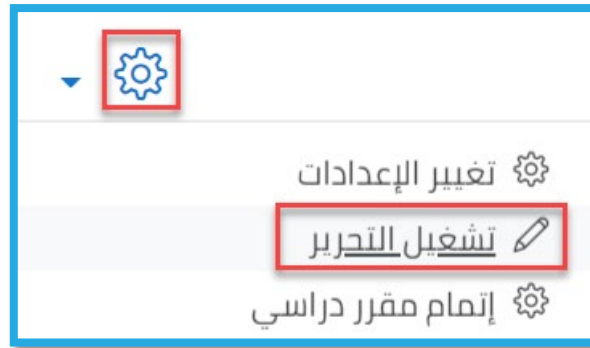 تغيير الإعدادات
تشغيل التحرير
إتمام مقرر دراسي